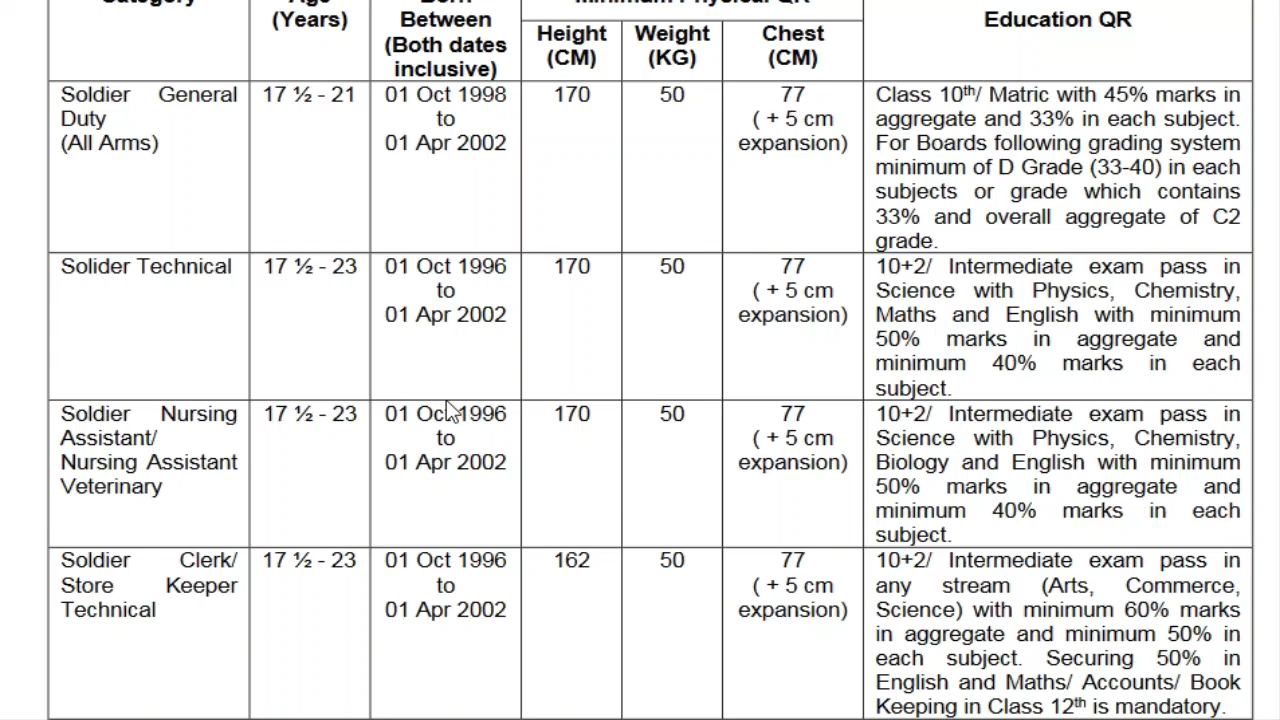 Category
Age
(Years)
Born
Between
(Both dates
inclusive)
Minimum Physical QR
Height
(CM)
Weight
(KG)
Chest
(CM)
Education QR
Soldier General
Duty
(All Arms)
17 ½ - 21
01 Oct 1998
to
01 Apr 2002
170
50
77
( + 5 cm
expansion)
Class 10th/ Matric with 45% marks in
aggregate and 33% in each subject.
For Boards following grading system
minimum of D Grade (33-40) in each
subjects or grade which contains
33% and overall aggregate of C2
grade.
Solider Technical
17 ½ - 23
01 Oct 1996
to
01 Apr 2002
170
50
77
( + 5 cm
expansion)
10+2/ Intermediate exam pass in
Science with Physics, Chemistry,
Maths and English with minimum
50% marks in aggregate and
minimum 40% marks in each
subject.
Soldier Nursing
Assistant/
Nursing Assistant
Veterinary
17 ½ - 23
01 Oct 1996
to
01 Apr 2002
170
50
77
( + 5 cm
expansion)
10+2/ Intermediate exam pass in
Science with Physics, Chemistry,
Biology and English with minimum
50% marks in aggregate and
minimum 40% marks in each
subject.
Soldier Clerk/
Store Keeper
Technical
17 ½ - 23
01 Oct 1996
to
01 Apr 2002
162
50
77
( + 5 cm
expansion)
10+2/ Intermediate exam pass in
any stream (Arts, Commerce,
Science) with minimum 60% marks
in aggregate and minimum 50% in
each subject. Securing 50% in
English and Maths/ Accounts/ Book
Keeping in Class 12th is mandatory.